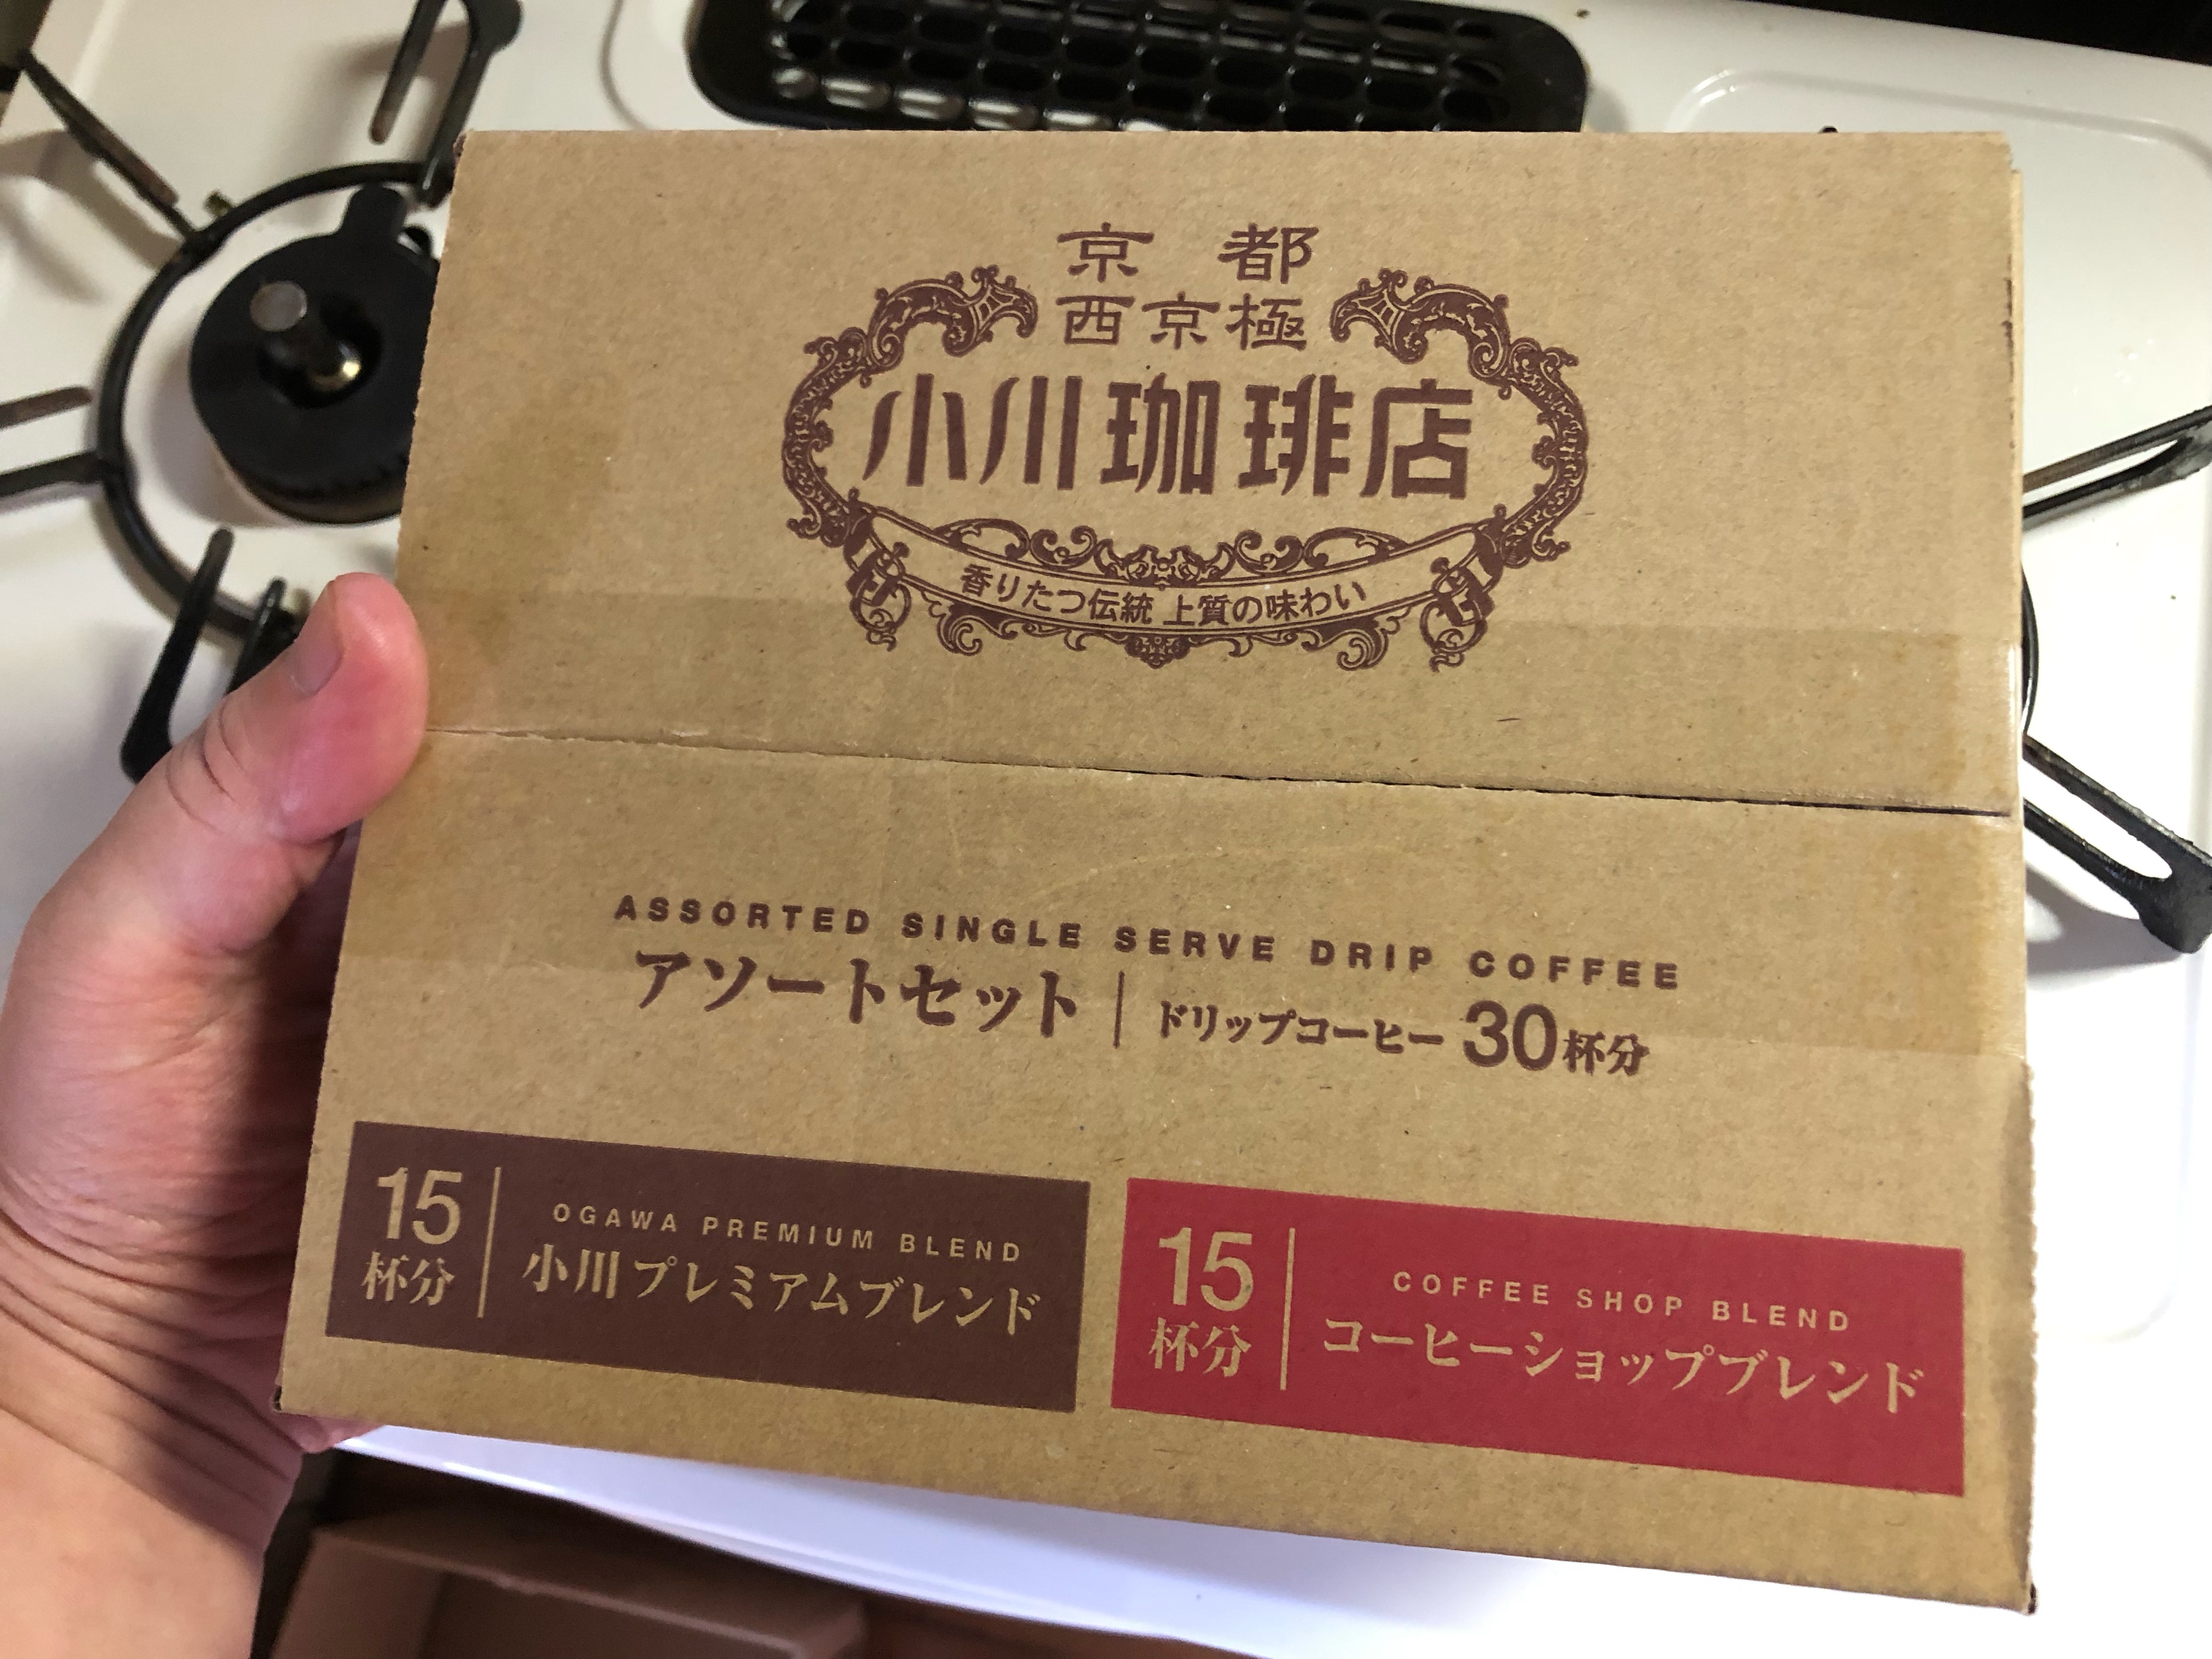 京都
西京極
小川珈琲店
香りたつ伝統 上質の味わい
ASSORTED SINGLE SERVE DRIP COFFEE
アソートセット | ドリップコーヒー 30杯分
15
杯分
OGAWA PREMIUM BLEND
小川プレミアムブレンド
15
杯分
COFFEE SHOP BLEND
コーヒーショップブレンド